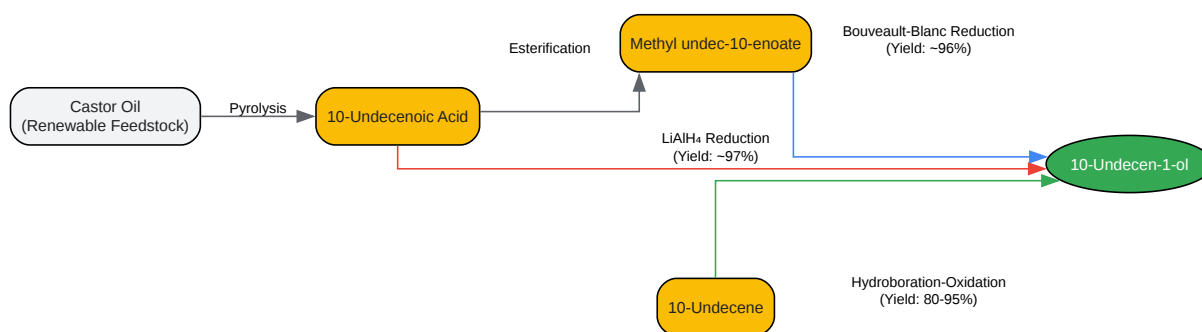 Castor Oil
(Renewable Feedstock)
Pyrolysis
10-Undecenoic Acid
Esterification
Methyl undec-10-enoate
Bouveault-Blanc Reduction
(Yield: ~96%)
LiAlH₄ Reduction
(Yield: ~97%)
10-Undecen-1-ol
10-Undecene
Hydroboration-Oxidation
(Yield: 80-95%)